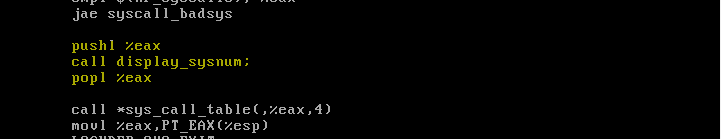 jae syscall_badsys
pushl %eax
call display_sysnum;
popl %eax
call *sys_call_table(,%eax,4)
movl %eax,PT_EAX(%esp)